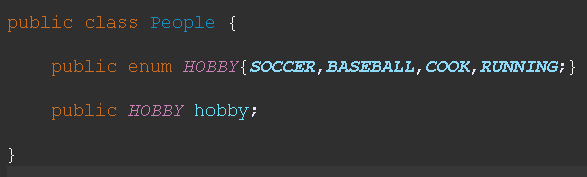 public class People {
public enum HOBBY{SOCCER,BASEBALL,COOK,RUNNING;}
public HOBBY hobby;
}